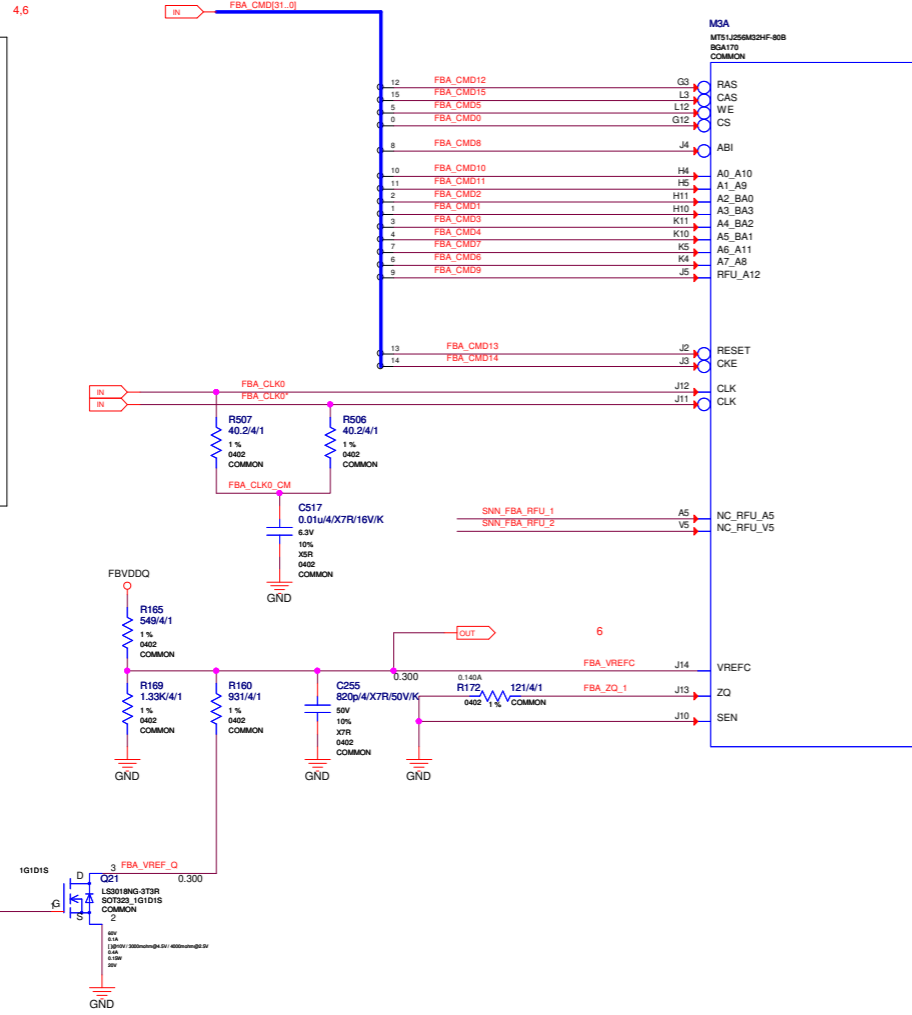 4,6
IN
FBA_CMD[31..0]
M3A
MT51J256M32HF-80B
BGA170
COMMON
12 FBA_CMD12 G3 RAS
15 FBA_CMD15 L3 CAS
5 FBA_CMD5 L12 WE
0 FBA_CMD0 G12 CS
8 FBA_CMD8 J4 ABI
10 FBA_CMD10 H4 A0_A10
11 FBA_CMD11 H5 A1_A9
2 FBA_CMD2 H11 A2_BA0
1 FBA_CMD1 H10 A3_BA3
3 FBA_CMD3 K11 A4_BA2
4 FBA_CMD4 K10 A5_BA1
7 FBA_CMD7 K5 A6_A11
6 FBA_CMD6 K4 A7_A8
9 FBA_CMD9 J5 RFU_A12
13 FBA_CMD13 J2 RESET
14 FBA_CMD14 J3 CKE
IN FBA_CLK0 J12 CLK
IN FBA_CLK0* J11 CLK
R507
40.2/4/1
1 %
0402
COMMON
R506
40.2/4/1
1 %
0402
COMMON
FBA_CLK0_CM
C517
0.01u/4/X7R/16V/K
6.3V
10%
X5R
0402
COMMON
GND
SNN_FBA_RFU_1 A5 NC_RFU_A5
SNN_FBA_RFU_2 V5 NC_RFU_V5
FBVDDQ
R165
549/4/1
1 %
0402
COMMON
OUT
6
0.300
FBA_VREFC J14 VREFC
R169
1.33K/4/1
1 %
0402
COMMON
GND
R160
931/4/1
1 %
0402
COMMON
C255
820p/4/X7R/50V/K
50V
10%
X7R
0402
COMMON
GND
0.140A
R172 121/4/1
0402 1 % COMMON
FBA_ZQ_1 J13 ZQ
J10 SEN
GND
1G1D1S
3 FBA_VREF_Q
0.300
D
Q21
G
S
1
2
LS3018NG-3T3R
SOT323_1G1D1S
COMMON
60V
0.1A
0.4A
0.15W
20V
GND